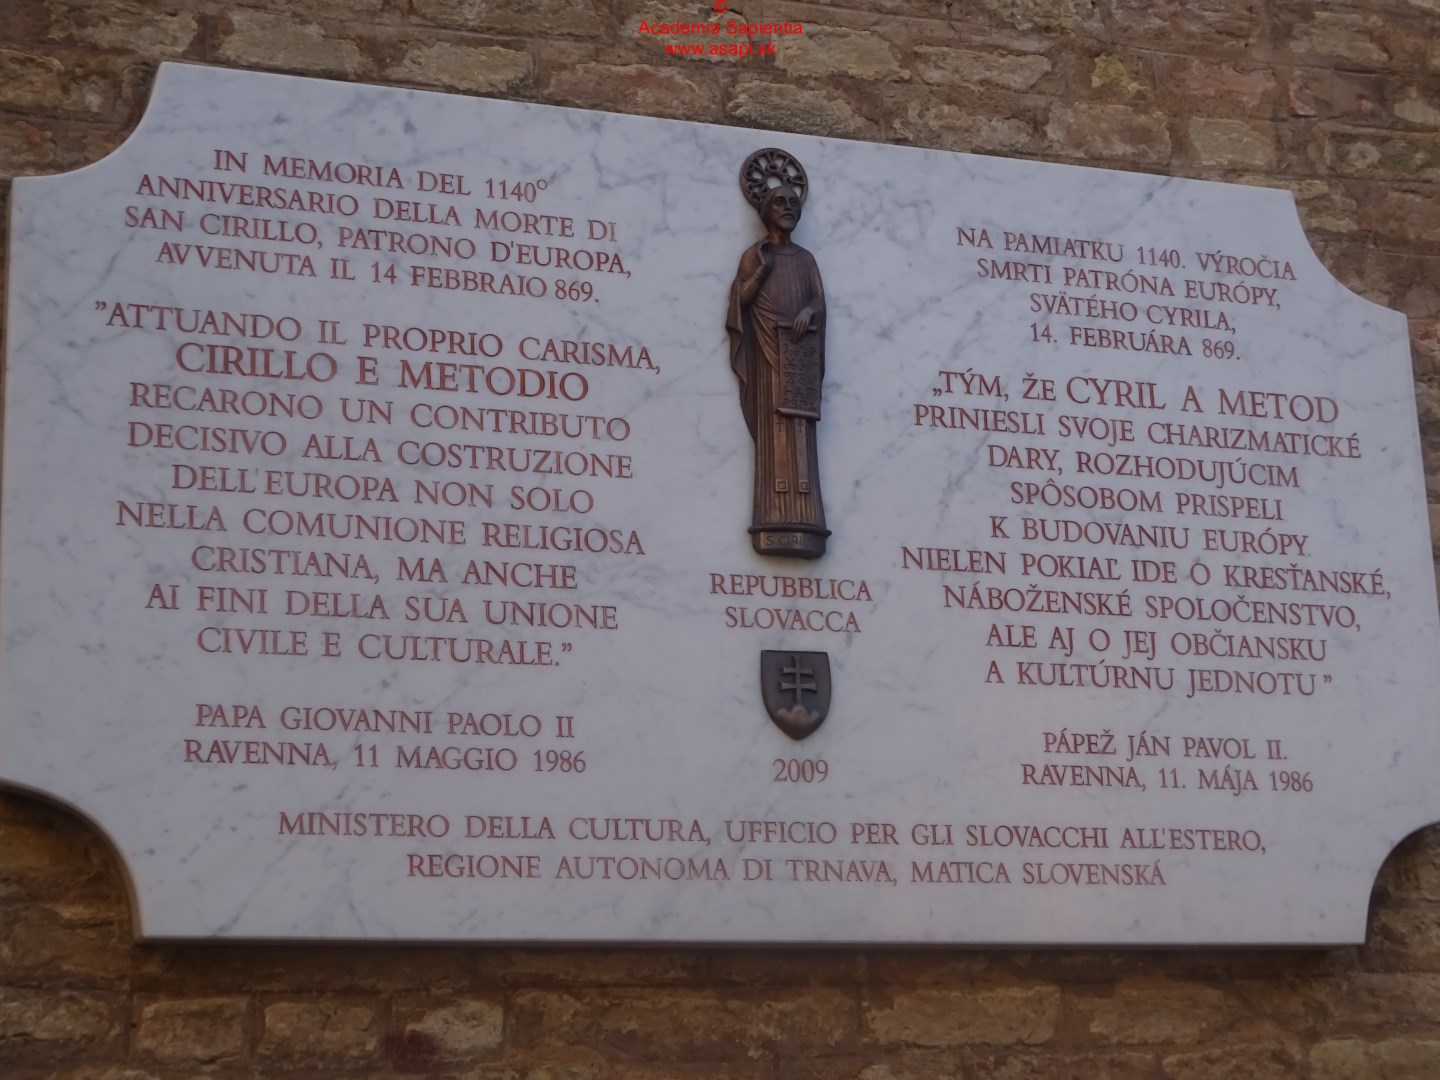 ©
Academia Sapientia
www.asapi.sk
IN MEMORIA DEL 1140°
ANNIVERSARIO DELLA MORTE DI
SAN CIRILLO, PATRONO D'EUROPA,
AVVENUTA IL 14 FEBBRAIO 869.
”ATTUANDO IL PROPRIO CARISMA,
CIRILLO E METODIO
RECARONO UN CONTRIBUTO
DECISIVO ALLA COSTRUZIONE
DELL'EUROPA NON SOLO
NELLA COMUNIONE RELIGIOSA
CRISTIANA, MA ANCHE
AI FINI DELLA SUA UNIONE
CIVILE E CULTURALE.”
PAPA GIOVANNI PAOLO II
RAVENNA, 11 MAGGIO 1986
S. CIRI
REPUBBLICA
SLOVACCA
2009
NA PAMIATKU 1140. VÝROČIA
SMRTI PATRÓNA EURÓPY,
SVÄTÉHO CYRILA,
14. FEBRUÁRA 869.
„TÝM, ŽE CYRIL A METOD
PRINIESLI SVOJE CHARIZMATICKÉ
DARY, ROZHODUJÚCIM
SPÔSOBOM PRISPELI
K BUDOVANIU EURÓPY
NIELEN POKIAĽ IDE O KRESŤANSKÉ,
NÁBOŽENSKÉ SPOLOČENSTVO,
ALE AJ O JEJ OBČIANSKU
A KULTÚRNU JEDNOTU”
PÁPEŽ JÁN PAVOL II.
RAVENNA, 11. MÁJA 1986
MINISTERO DELLA CULTURA, UFFICIO PER GLI SLOVACCHI ALL'ESTERO,
REGIONE AUTONOMA DI TRNAVA, MATICA SLOVENSKÁ